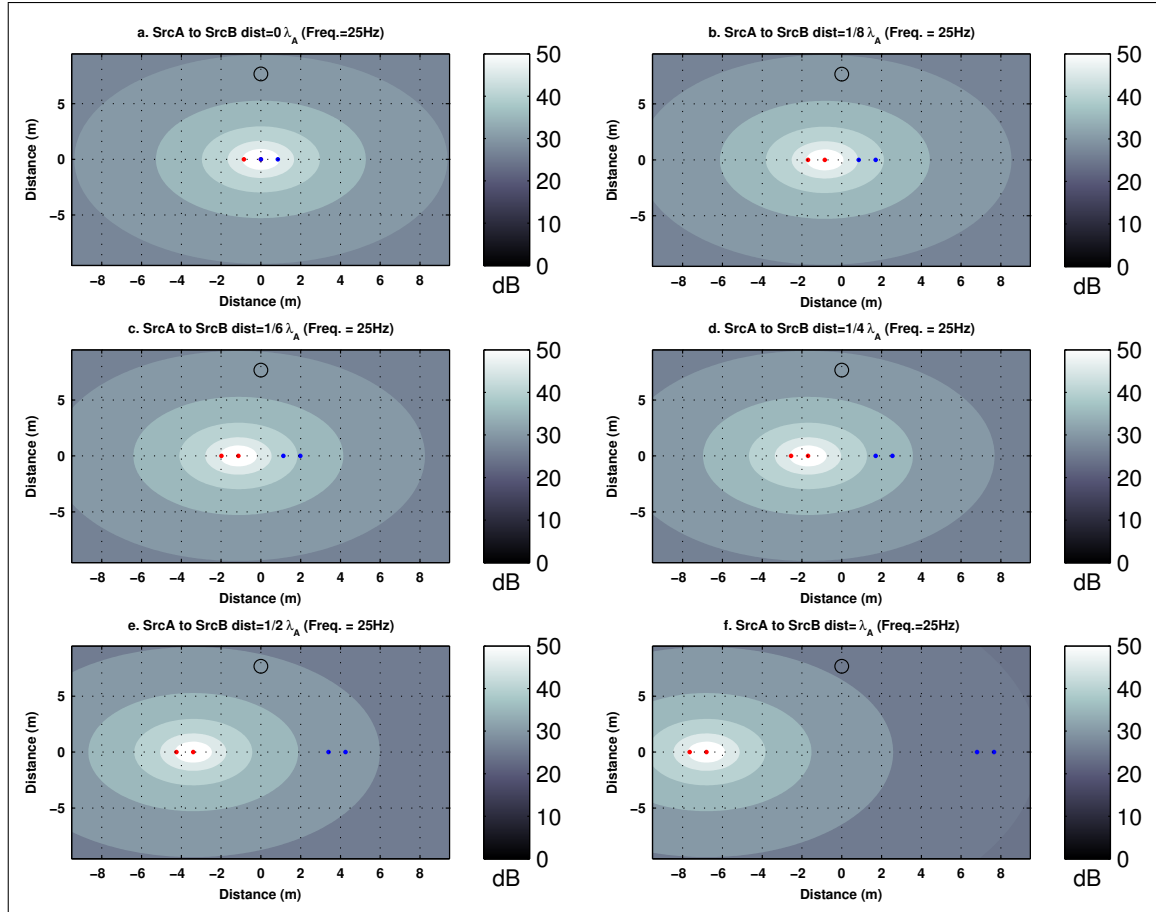 a. SrcA to SrcB dist=0 λ_A (Freq.=25Hz)
5
0
−5
Distance (m)
−8 −6 −4 −2 0 2 4 6 8
Distance (m)
50
40
30
20
10
0
dB
b. SrcA to SrcB dist=1/8 λ_A (Freq. = 25Hz)
5
0
−5
Distance (m)
−8 −6 −4 −2 0 2 4 6 8
Distance (m)
50
40
30
20
10
0
dB
c. SrcA to SrcB dist=1/6 λ_A (Freq. = 25Hz)
5
0
−5
Distance (m)
−8 −6 −4 −2 0 2 4 6 8
Distance (m)
50
40
30
20
10
0
dB
d. SrcA to SrcB dist=1/4 λ_A (Freq. = 25Hz)
5
0
−5
Distance (m)
−8 −6 −4 −2 0 2 4 6 8
Distance (m)
50
40
30
20
10
0
dB
e. SrcA to SrcB dist=1/2 λ_A (Freq. = 25Hz)
5
0
−5
Distance (m)
−8 −6 −4 −2 0 2 4 6 8
Distance (m)
50
40
30
20
10
0
dB
f. SrcA to SrcB dist= λ_A (Freq.=25Hz)
5
0
−5
Distance (m)
−8 −6 −4 −2 0 2 4 6 8
Distance (m)
50
40
30
20
10
0
dB